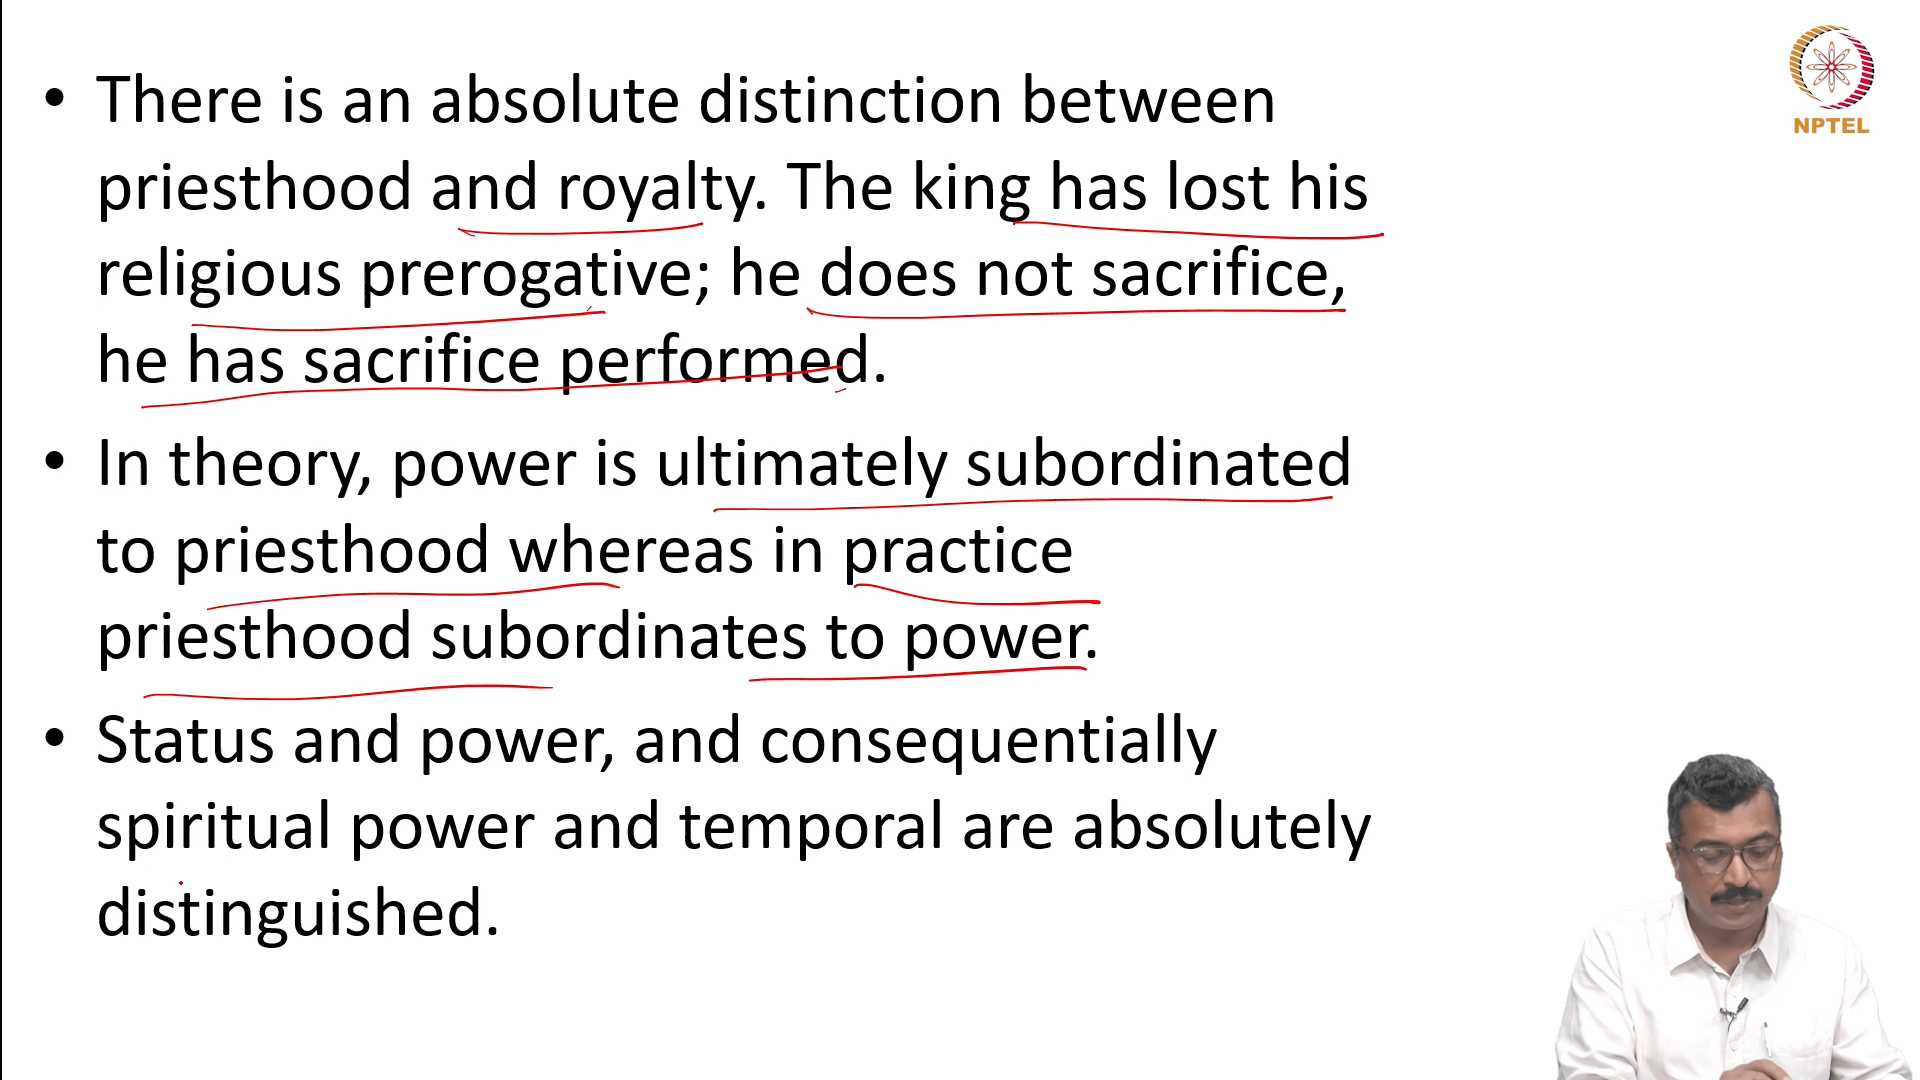 • There is an absolute distinction between
priesthood and royalty. The king has lost his
religious prerogative; he does not sacrifice,
he has sacrifice performed.
• In theory, power is ultimately subordinated
to priesthood whereas in practice
priesthood subordinates to power.
• Status and power, and consequentially
spiritual power and temporal are absolutely
distinguished.
NPTEL